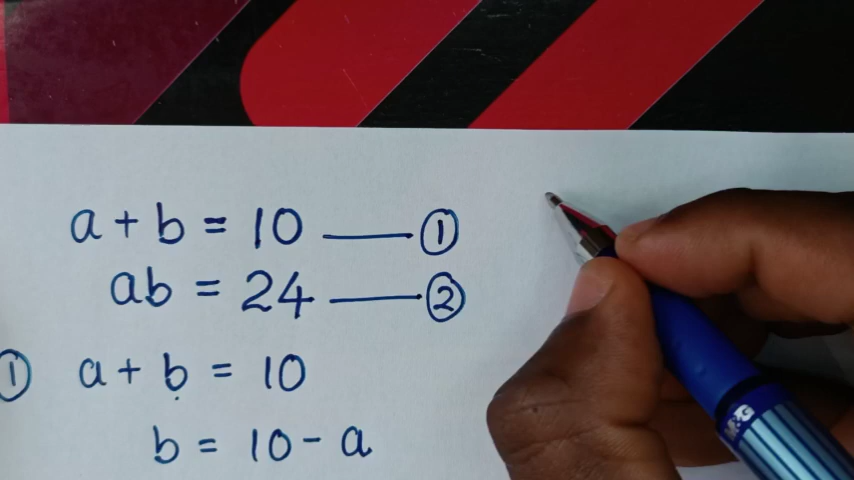 a + b = 10 —— ①
ab = 24 —— ②
① a + b = 10
b = 10 - a
M&G